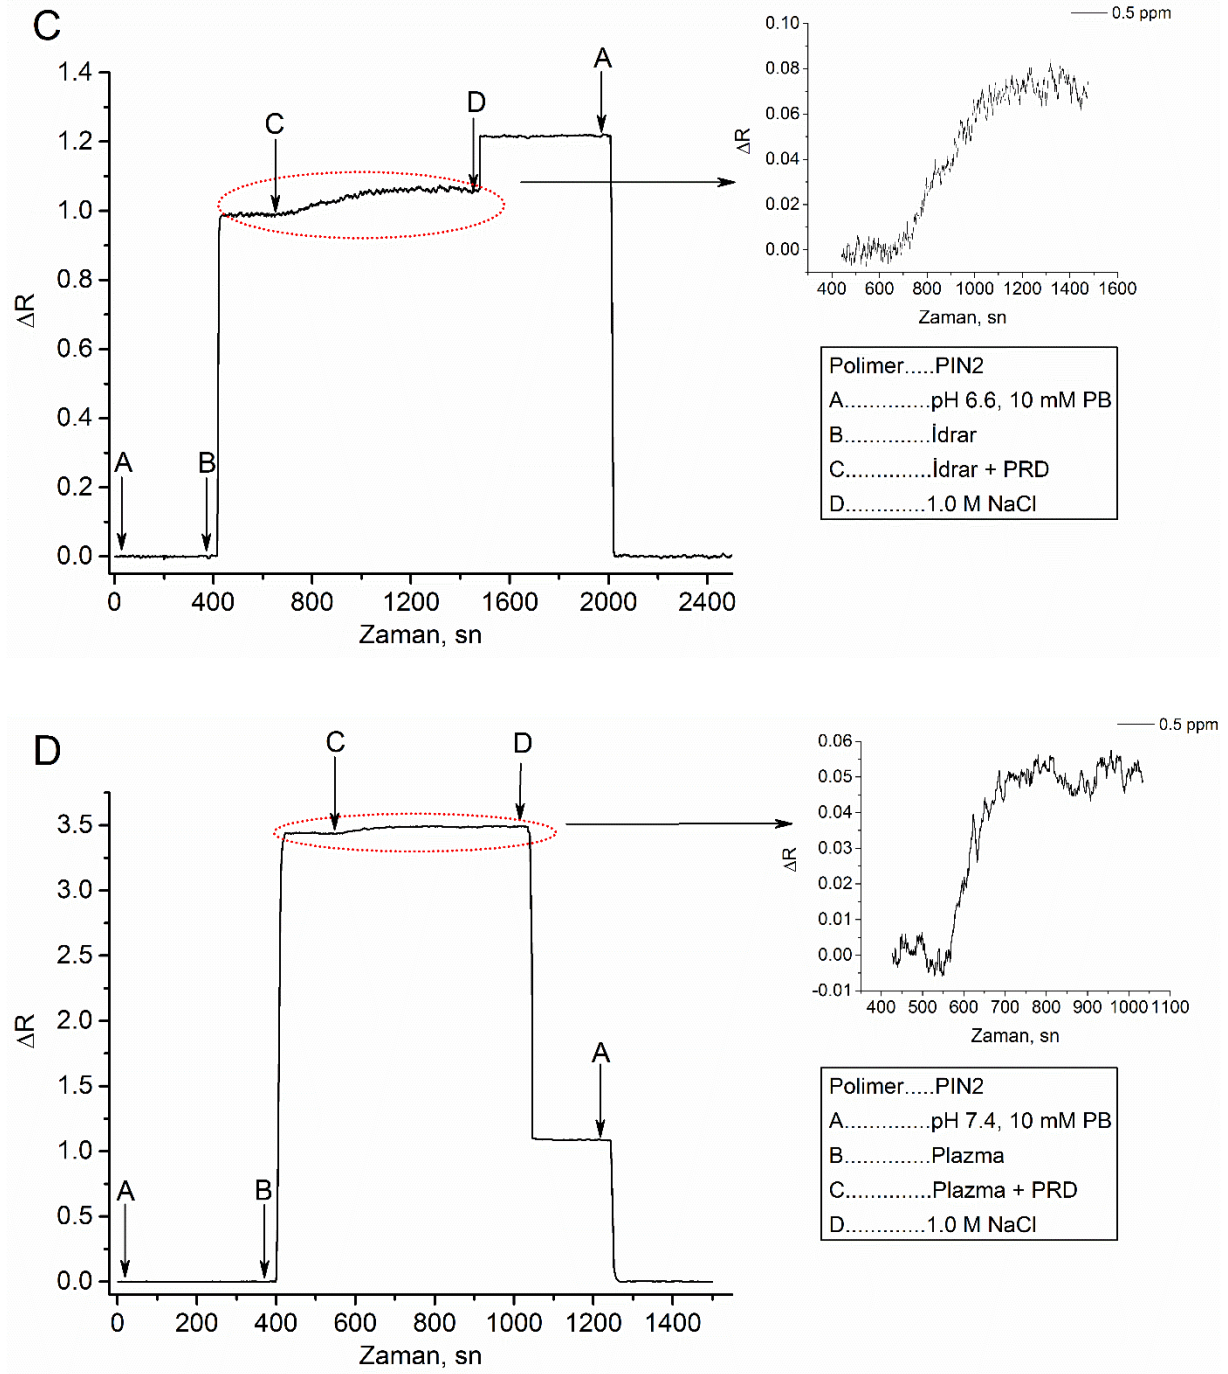 C
1.4
1.2
1.0
0.8
0.6
0.4
0.2
0.0
ΔR
A
B
C
D
A
0 400 800 1200 1600 2000 2400
Zaman, sn
0.5 ppm
0.10
0.08
0.06
0.04
0.02
0.00
ΔR
400 600 800 1000 1200 1400 1600
Zaman, sn
Polimer.....PIN2
A..............pH 6.6, 10 mM PB
B..............İdrar
C..............İdrar + PRD
D.............1.0 M NaCl
D
3.5
3.0
2.5
2.0
1.5
1.0
0.5
0.0
ΔR
A
B
C
D
A
0 200 400 600 800 1000 1200 1400
Zaman, sn
0.5 ppm
0.06
0.05
0.04
0.03
0.02
0.01
0.00
-0.01
ΔR
400 500 600 700 800 900 1000 1100
Zaman, sn
Polimer.....PIN2
A..............pH 7.4, 10 mM PB
B..............Plazma
C..............Plazma + PRD
D.............1.0 M NaCl